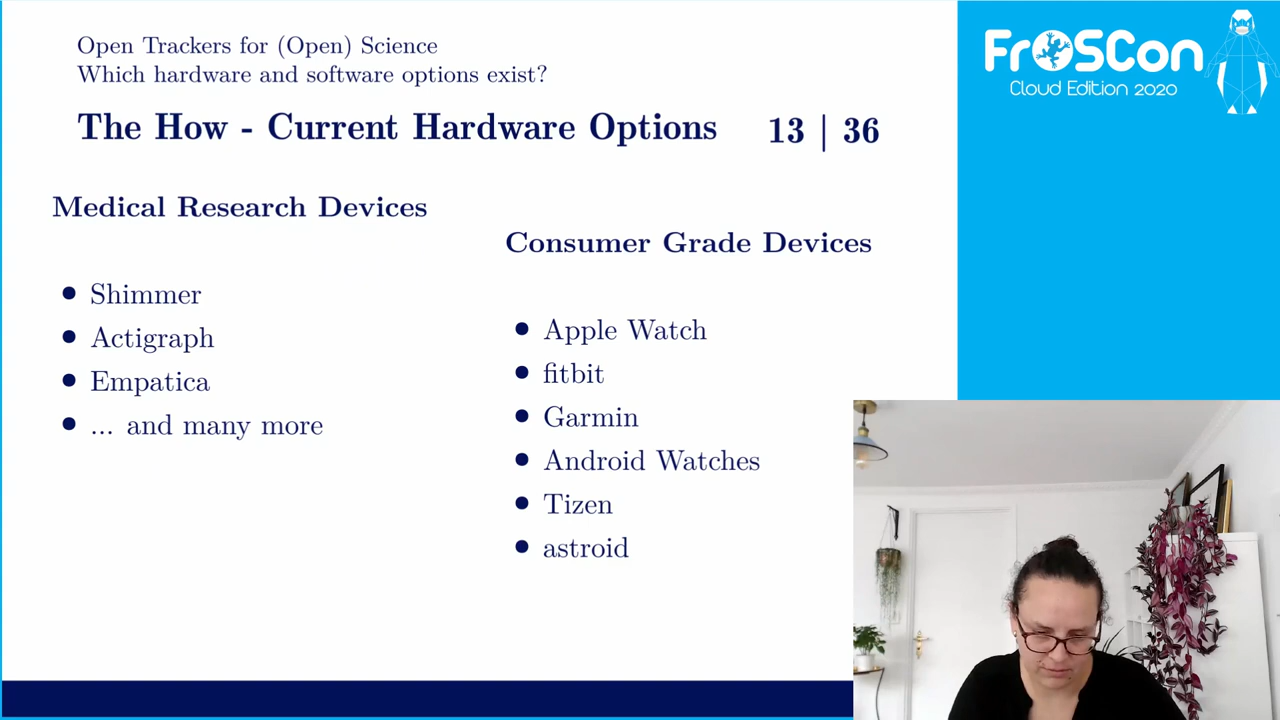 Open Trackers for (Open) Science
Which hardware and software options exist?
The How - Current Hardware Options 13 | 36
Medical Research Devices
• Shimmer
• Actigraph
• Empatica
• ... and many more
Consumer Grade Devices
• Apple Watch
• fitbit
• Garmin
• Android Watches
• Tizen
• astroid
FrOSCon
Cloud Edition 2020